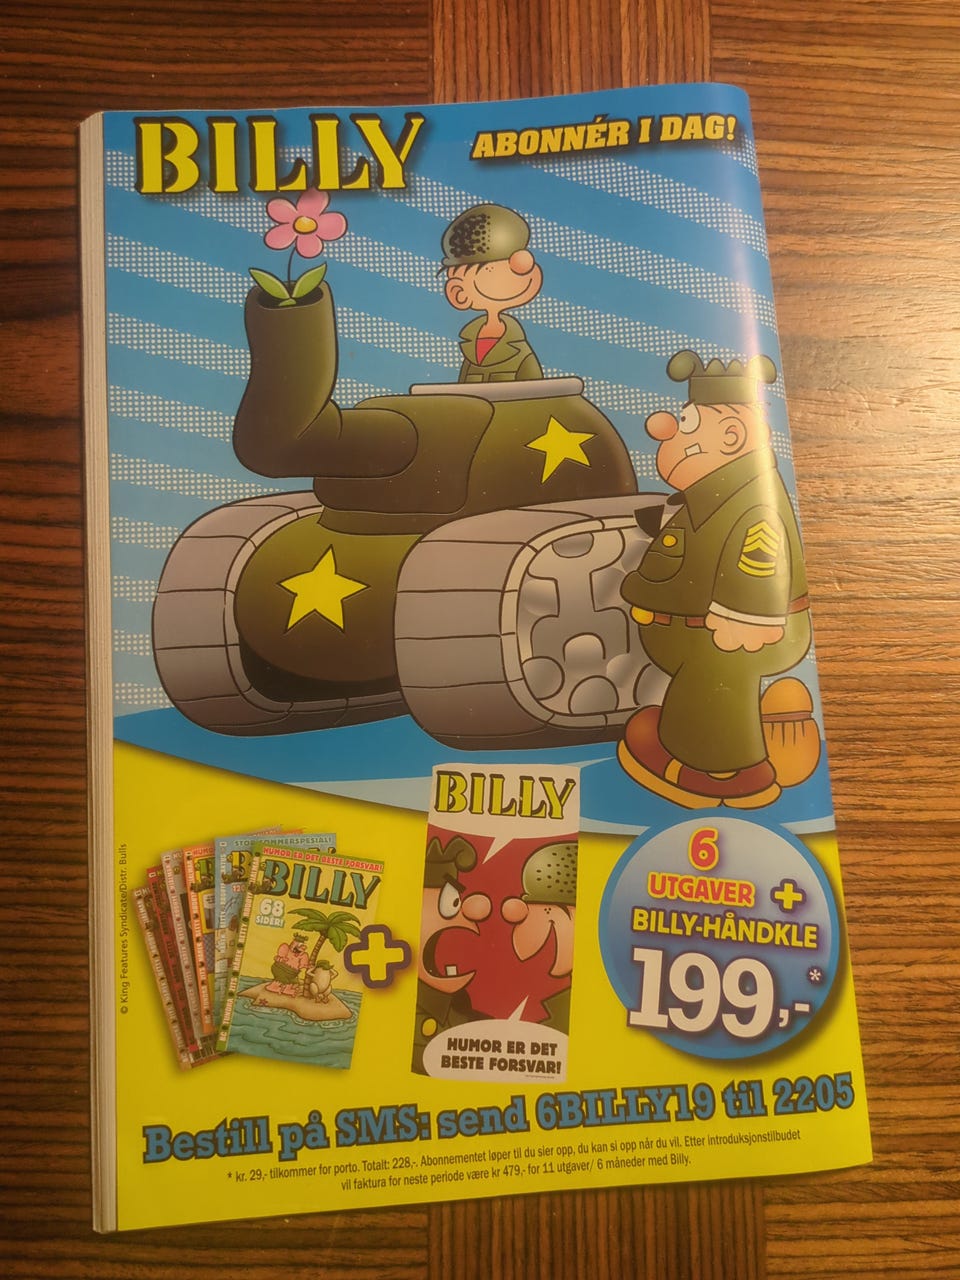 BILLY
ABONNÉR I DAG!
© King Features Syndicate/Distr. Bulls
HUMOR ER DET BESTE FORSVAR!
BILLY
68
SIDER!
BILLY
HUMOR ER DET
BESTE FORSVAR!
6
UTGAVER +
BILLY-HÅNDKLE
199,-*
Bestill på SMS: send 6BILLY19 til 2205
* kr. 29,- tilkommer for porto. Totalt: 228,-. Abonnementet løper til du sier opp, du kan si opp når du vil. Etter introduksjonstilbudet
vil faktura for neste periode være kr 479,- for 11 utgaver/ 6 måneder med Billy.